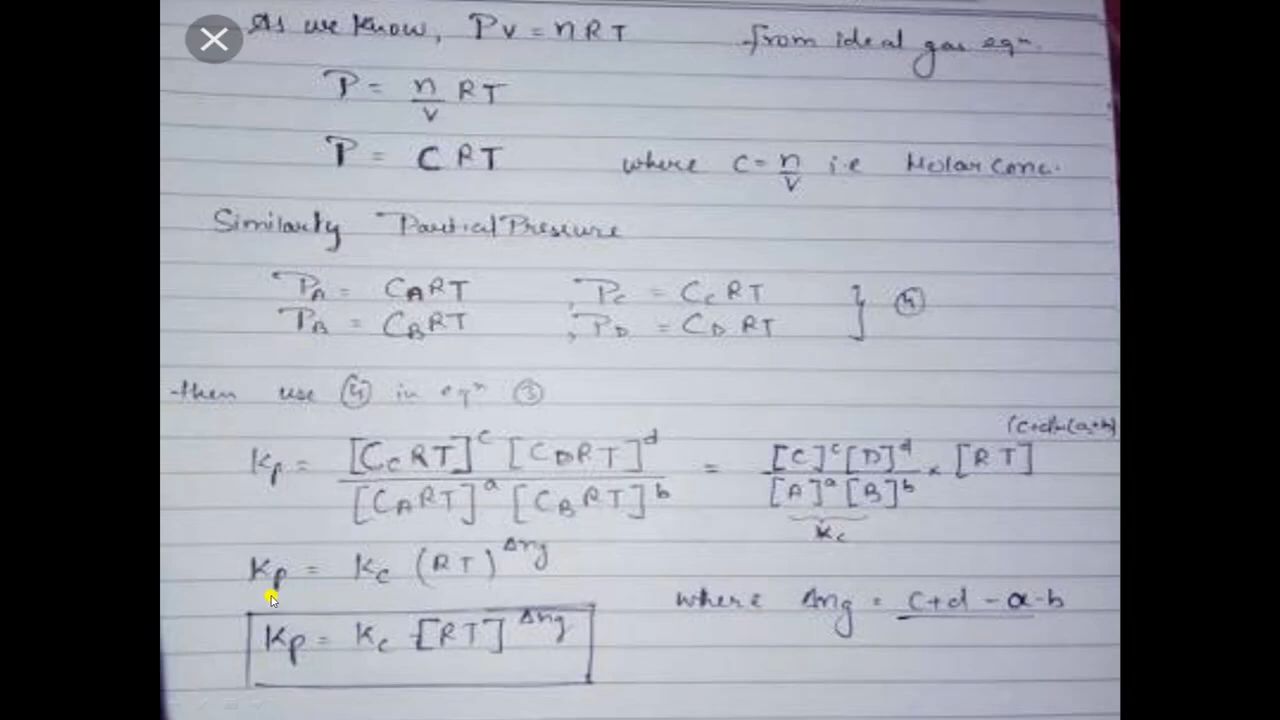 As we know, PV = nRT from ideal gas eqn.
P = n/V RT
P = CRT where C = n/V i.e Molar conc.
Similarly Partial Pressure
PA = CART , PC = CCRT
PB = CBRT , PD = CDRT } ④
then use ④ in eqn ③
Kp = [CCRT]^c [CDRT]^d / [CART]^a [CBRT]^b = [C]^c [D]^d / [A]^a [B]^b × [RT]^(c+d)-(a+b)
Kc
Kp = Kc (RT)^Δng
where Δng = c+d-a-b
Kp = Kc [RT]^Δng